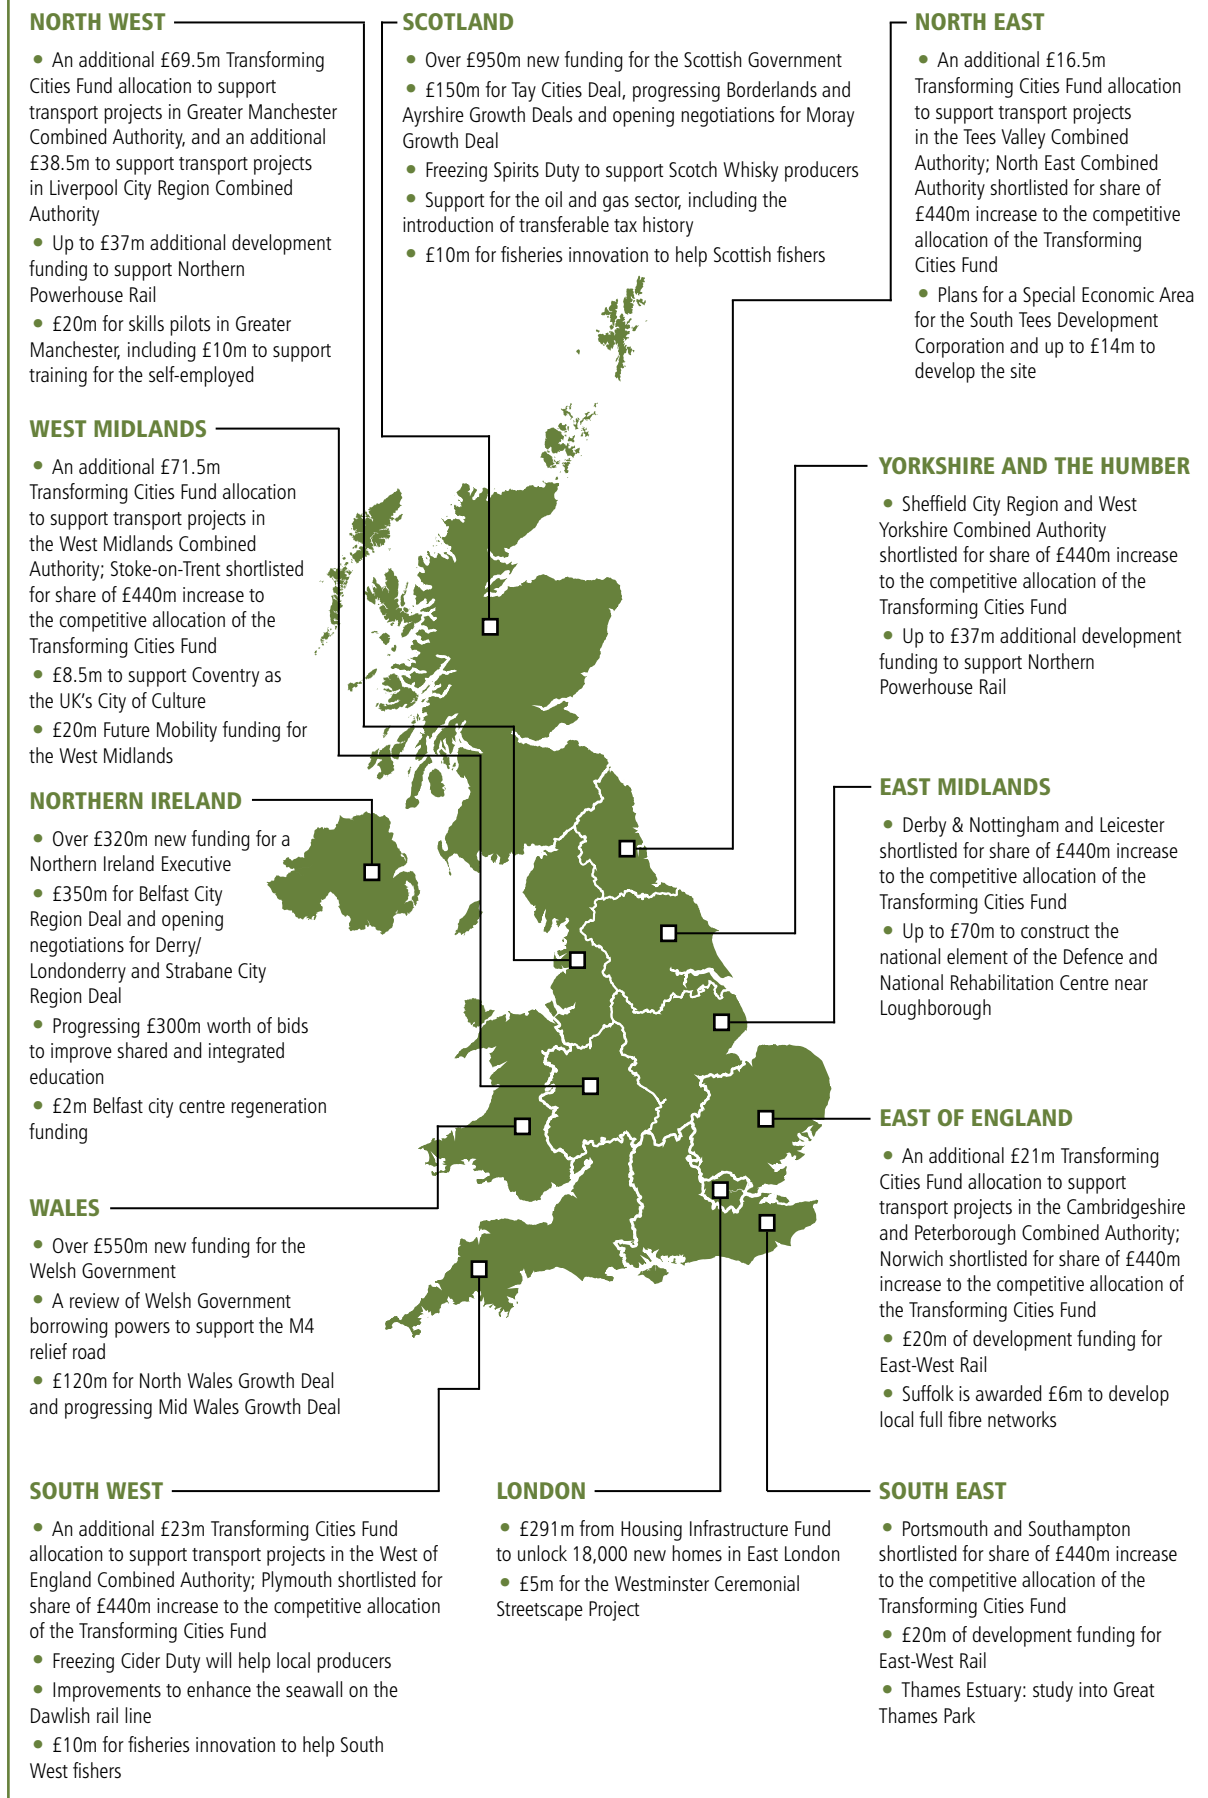 NORTH WEST
• An additional £69.5m Transforming
Cities Fund allocation to support
transport projects in Greater Manchester
Combined Authority, and an additional
£38.5m to support transport projects
in Liverpool City Region Combined
Authority
• Up to £37m additional development
funding to support Northern
Powerhouse Rail
• £20m for skills pilots in Greater
Manchester, including £10m to support
training for the self-employed
SCOTLAND
• Over £950m new funding for the Scottish Government
• £150m for Tay Cities Deal, progressing Borderlands and
Ayrshire Growth Deals and opening negotiations for Moray
Growth Deal
• Freezing Spirits Duty to support Scotch Whisky producers
• Support for the oil and gas sector, including the
introduction of transferable tax history
• £10m for fisheries innovation to help Scottish fishers
NORTH EAST
• An additional £16.5m
Transforming Cities Fund allocation
to support transport projects
in the Tees Valley Combined
Authority; North East Combined
Authority shortlisted for share of
£440m increase to the competitive
allocation of the Transforming
Cities Fund
• Plans for a Special Economic Area
for the South Tees Development
Corporation and up to £14m to
develop the site
WEST MIDLANDS
• An additional £71.5m
Transforming Cities Fund allocation
to support transport projects in
the West Midlands Combined
Authority; Stoke-on-Trent shortlisted
for share of £440m increase to
the competitive allocation of the
Transforming Cities Fund
• £8.5m to support Coventry as
the UK's City of Culture
• £20m Future Mobility funding for
the West Midlands
YORKSHIRE AND THE HUMBER
• Sheffield City Region and West
Yorkshire Combined Authority
shortlisted for share of £440m increase
to the competitive allocation of the
Transforming Cities Fund
• Up to £37m additional development
funding to support Northern
Powerhouse Rail
NORTHERN IRELAND
• Over £320m new funding for a
Northern Ireland Executive
• £350m for Belfast City
Region Deal and opening
negotiations for Derry/
Londonderry and Strabane City
Region Deal
• Progressing £300m worth of bids
to improve shared and integrated
education
• £2m Belfast city centre regeneration
funding
EAST MIDLANDS
• Derby & Nottingham and Leicester
shortlisted for share of £440m increase
to the competitive allocation of the
Transforming Cities Fund
• Up to £70m to construct the
national element of the Defence and
National Rehabilitation Centre near
Loughborough
EAST OF ENGLAND
• An additional £21m Transforming
Cities Fund allocation to support
transport projects in the Cambridgeshire
and Peterborough Combined Authority;
Norwich shortlisted for share of £440m
increase to the competitive allocation of
the Transforming Cities Fund
• £20m of development funding for
East-West Rail
• Suffolk is awarded £6m to develop
local full fibre networks
WALES
• Over £550m new funding for the
Welsh Government
• A review of Welsh Government
borrowing powers to support the M4
relief road
• £120m for North Wales Growth Deal
and progressing Mid Wales Growth Deal
SOUTH WEST
• An additional £23m Transforming Cities Fund
allocation to support transport projects in the West of
England Combined Authority; Plymouth shortlisted for
share of £440m increase to the competitive allocation
of the Transforming Cities Fund
• Freezing Cider Duty will help local producers
• Improvements to enhance the seawall on the
Dawlish rail line
• £10m for fisheries innovation to help South
West fishers
LONDON
• £291m from Housing Infrastructure Fund
to unlock 18,000 new homes in East London
• £5m for the Westminster Ceremonial
Streetscape Project
SOUTH EAST
• Portsmouth and Southampton
shortlisted for share of £440m increase
to the competitive allocation of the
Transforming Cities Fund
• £20m of development funding for
East-West Rail
• Thames Estuary: study into Great
Thames Park